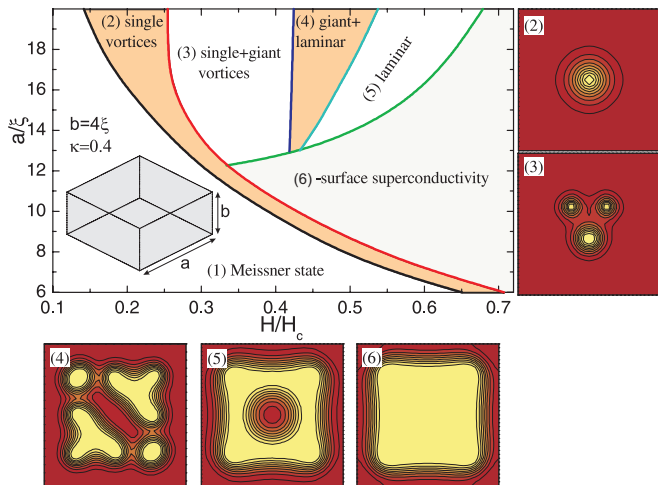 (2) single
vortices
(3) single+giant
vortices
(4) giant+
laminar
(5) laminar
(6) -surface superconductivity
(1) Meissner state
b=4ξ
κ=0.4
b
a
a/ξ
18
16
14
12
10
8
6
0.1 0.2 0.3 0.4 0.5 0.6 0.7
H/Hc
(2)
(3)
(4)
(5)
(6)